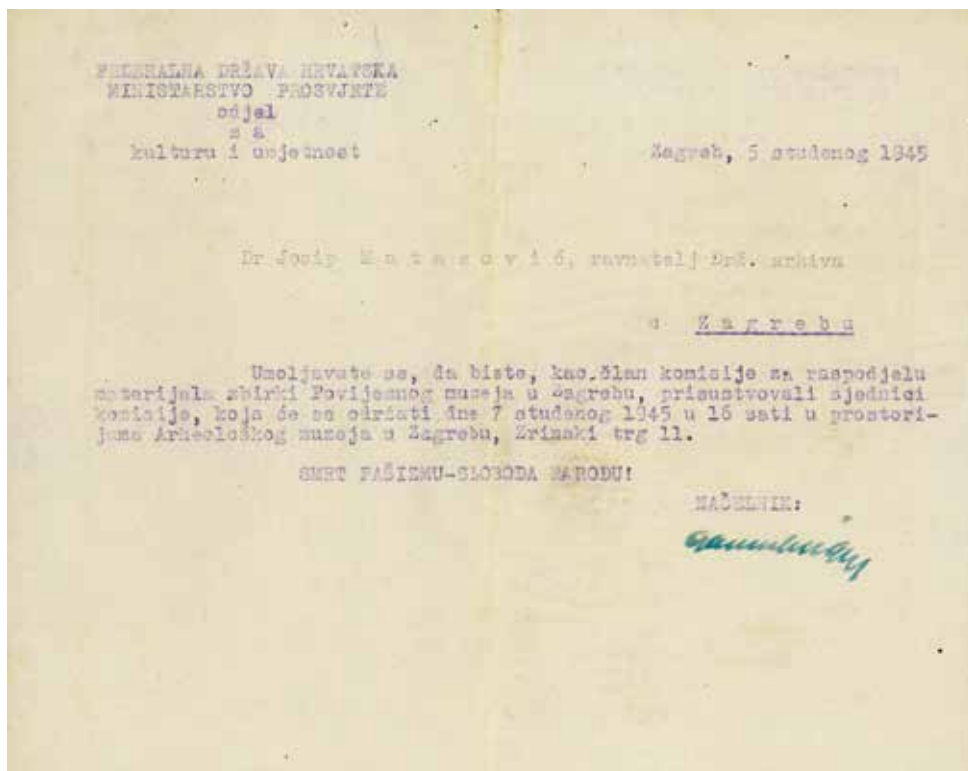 FEDERALNA DRŽAVA HRVATSKA
MINISTARSTVO PROSVJETE
odjel
za
kulturu i umjetnost
Zagreb, 5 studenog 1945
Dr Josip Matasović, ravnatelj Drž. arhiva
u Zagrebu
Umoljavate se, da biste, kao član komisije za raspodjelu
materijala zbirki Povijesnog muzeja u Zagrebu, prisustvovali sjednici
komisije, koja će se održati dne 7 studenog 1945 u 16 sati u prostori-
jama Arheološkog muzeja u Zagrebu, Zrinski trg 11.
SMRT FAŠIZMU-SLOBODA NARODU!
NAČELNIK: